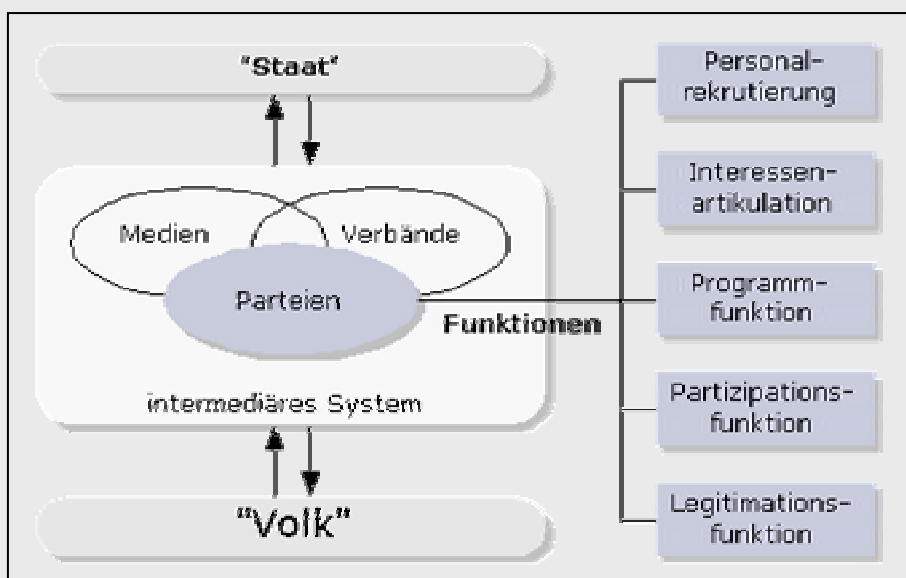 "Staat"
Medien
Verbände
Parteien
Funktionen
intermediäres System
"Volk"
Personal-
rekrutierung
Interessen-
artikulation
Programm-
funktion
Partizipations-
funktion
Legitimations-
funktion